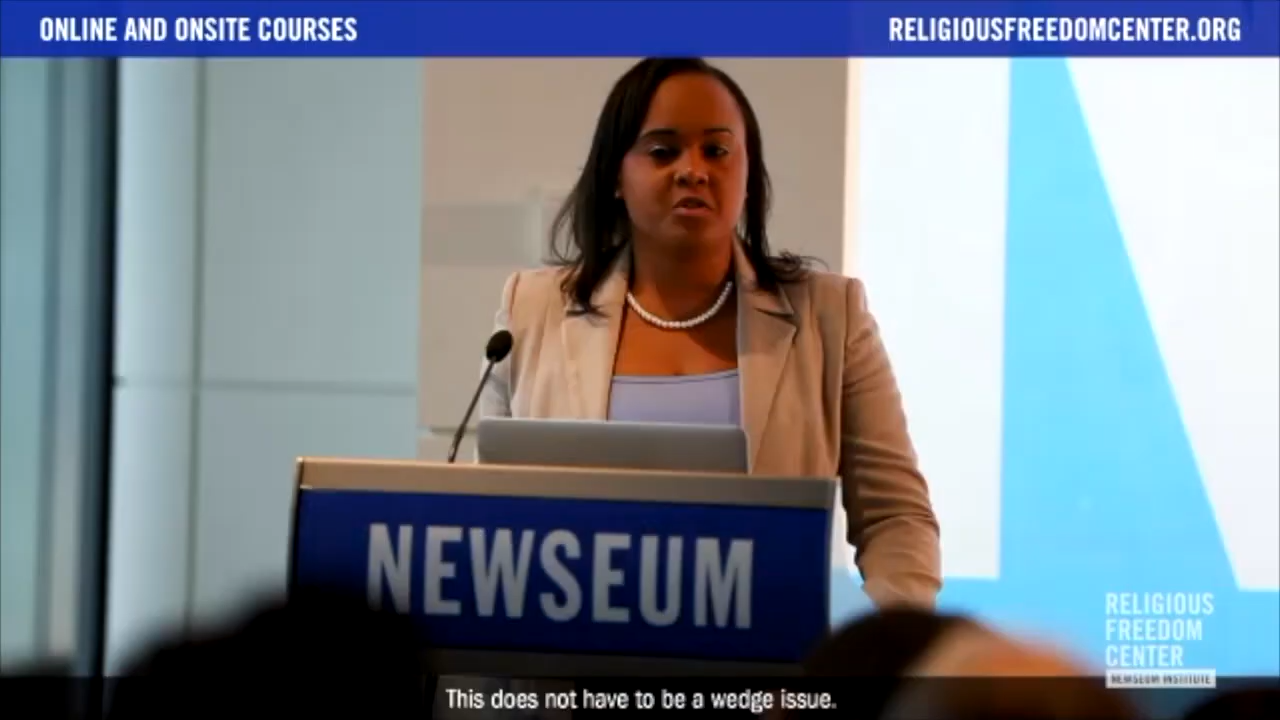 ONLINE AND ONSITE COURSES
RELIGIOUSFREEDOMCENTER.ORG
NEWSEUM
RELIGIOUS
FREEDOM
CENTER
NEWSEUM INSTITUTE
This does not have to be a wedge issue.